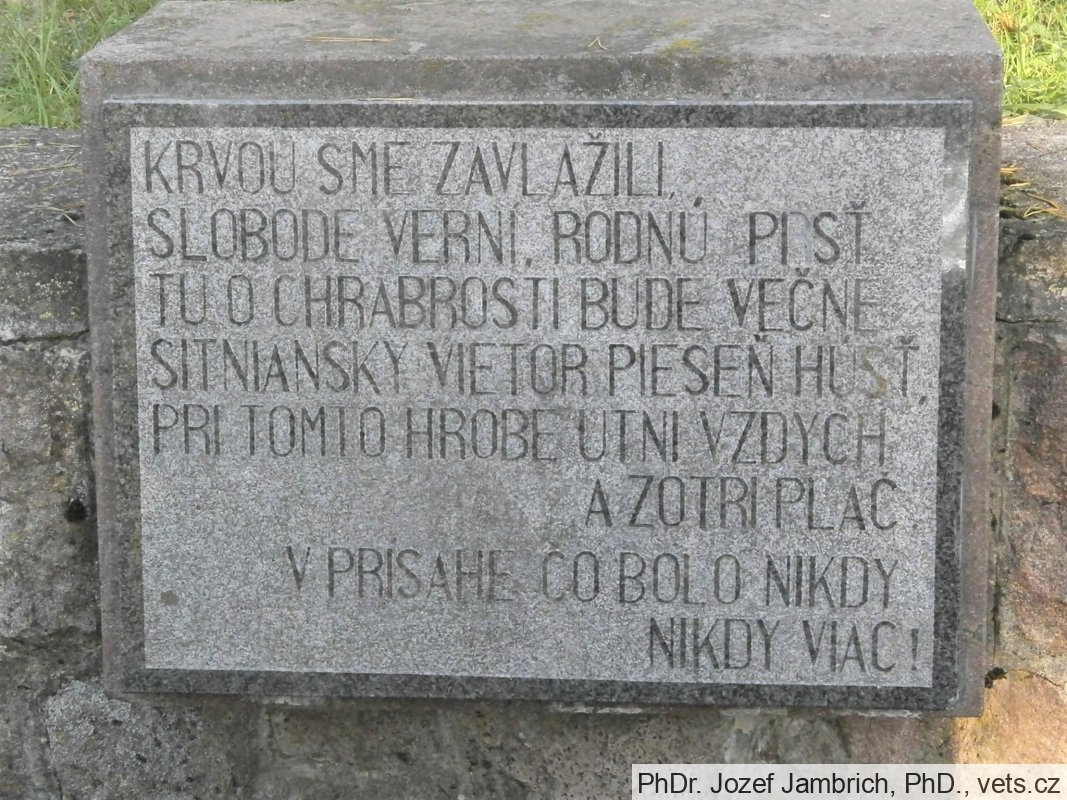 KRVOU SME ZAVLAŽILI,
SLOBODE VERNÍ, RODNÚ PRSŤ
TU O CHRABROSTI BUDE VEČNE
SITNIANSKY VIETOR PIESEŇ HÚSŤ,
PRI TOMTO HROBE UTNI VZDYCH
A ZOTRI PLAČ.
V PRÍSAHE ČO BOLO NIKDY
NIKDY VIAC!
PhDr. Jozef Jambrich, PhD., vets.cz